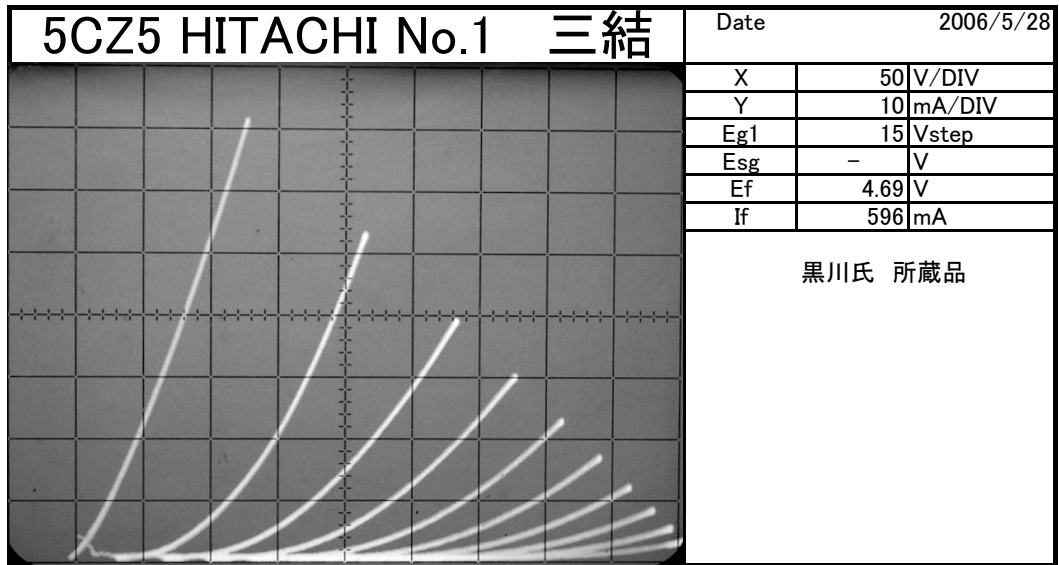 5CZ5 HITACHI No.1 三結
Date 2006/5/28
X 50 V/DIV
Y 10 mA/DIV
Eg1 15 Vstep
Esg − V
Ef 4.69 V
If 596 mA
黒川氏 所蔵品